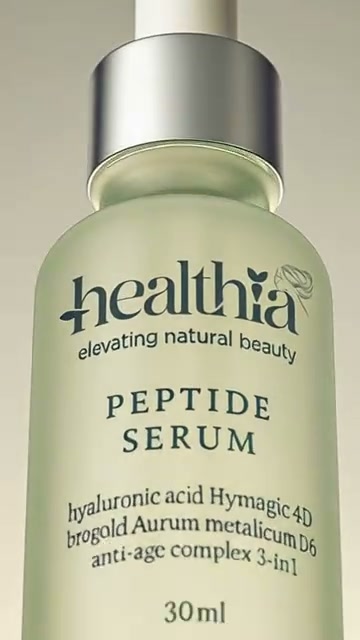 healthia
elevating natural beauty
PEPTIDE
SERUM
hyaluronic acid Hymagic 4D
brogold Aurum metalicum D6
anti-age complex 3-in1
30ml